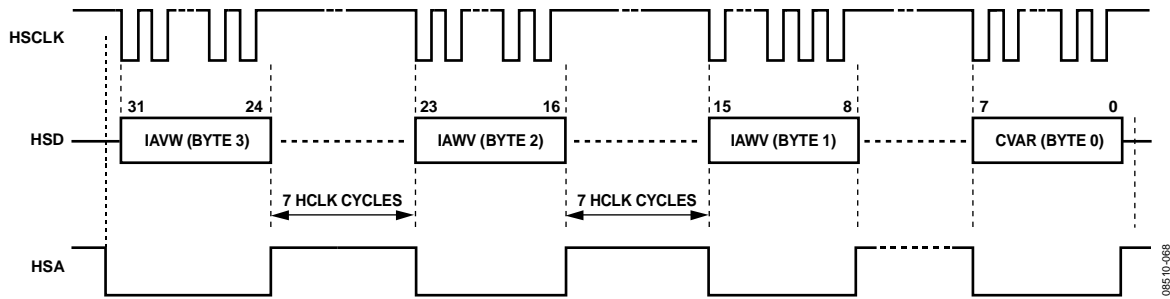 HSCLK
31 24 23 16 15 8 7 0
HSD
IAVW (BYTE 3) IAWV (BYTE 2) IAWV (BYTE 1) CVAR (BYTE 0)
7 HCLK CYCLES 7 HCLK CYCLES
HSA
08510-068